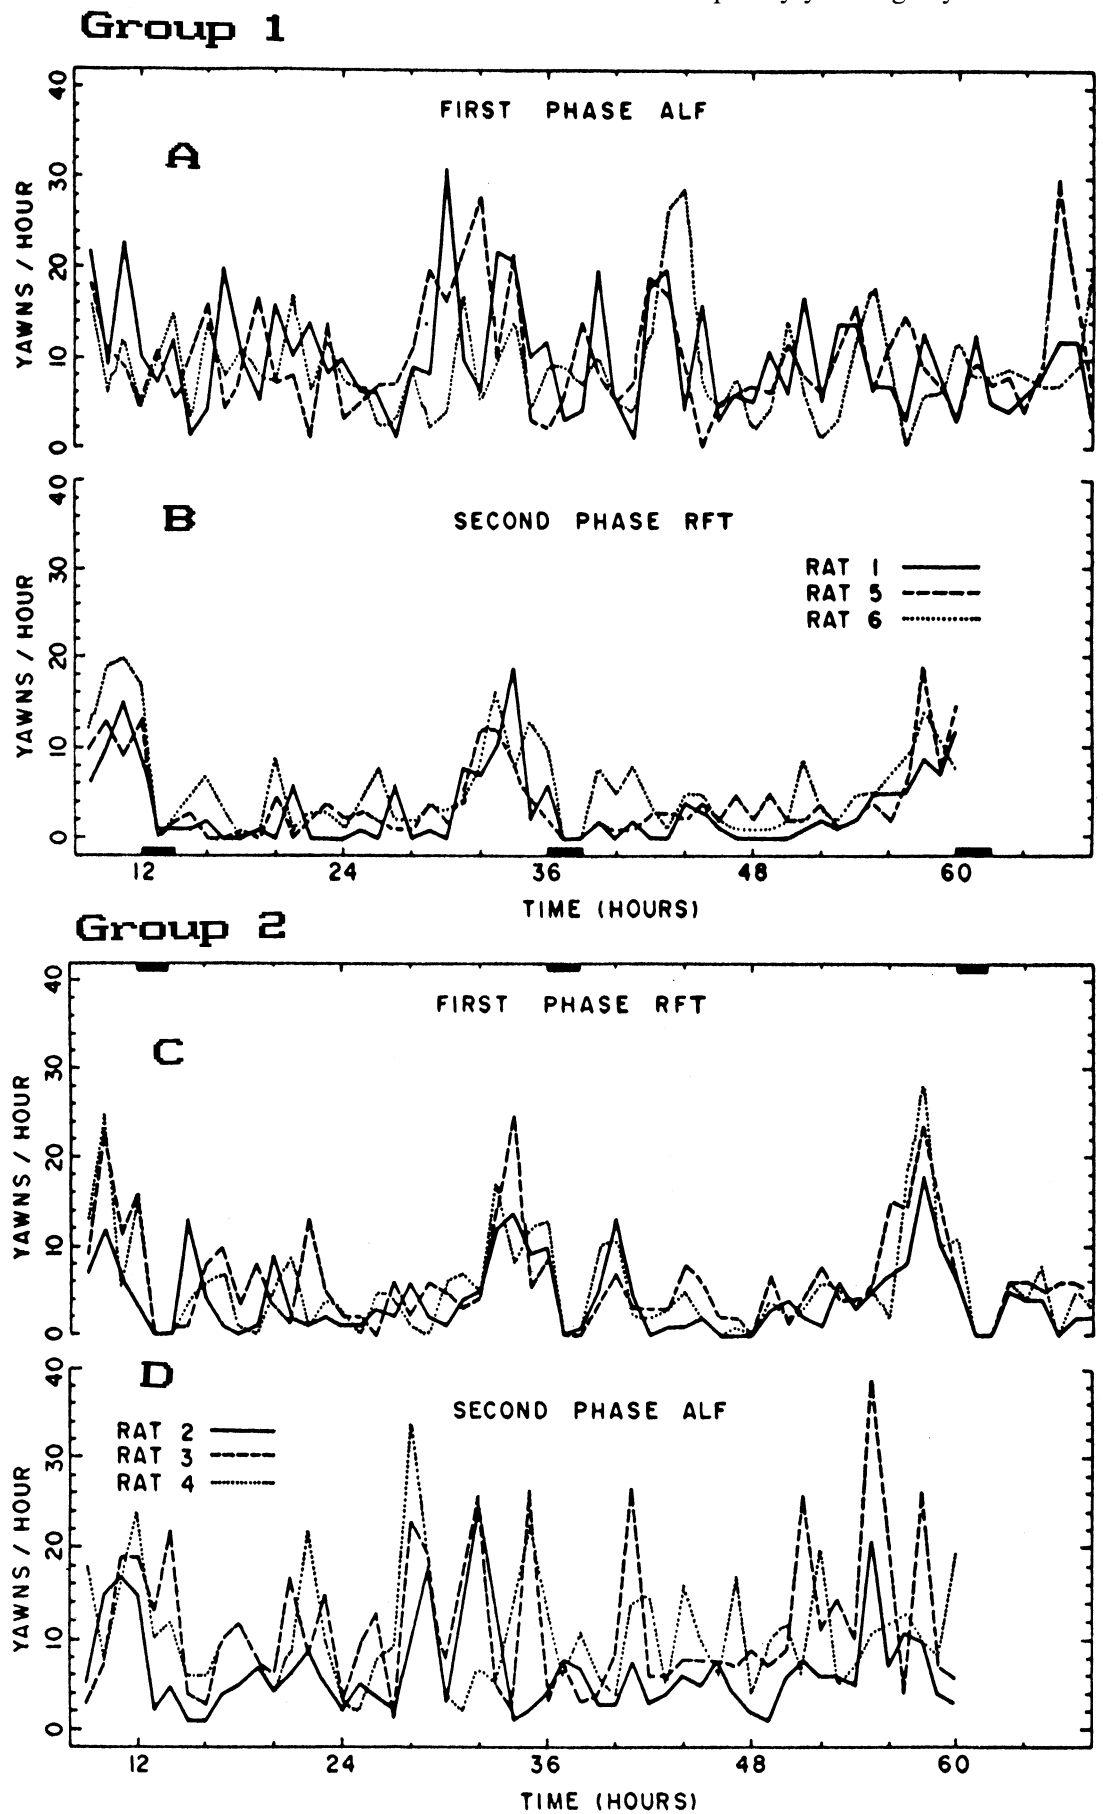 Group 1
40
FIRST PHASE ALF
A
30
YAWNS / HOUR
20
10
0
40
B
SECOND PHASE RFT
30
RAT 1
RAT 5
RAT 6
YAWNS / HOUR
20
10
0
12 24 36 48 60
TIME (HOURS)
Group 2
40
FIRST PHASE RFT
C
30
YAWNS / HOUR
20
10
0
40
D
SECOND PHASE ALF
RAT 2
RAT 3
RAT 4
30
YAWNS / HOUR
20
10
0
12 24 36 48 60
TIME (HOURS)